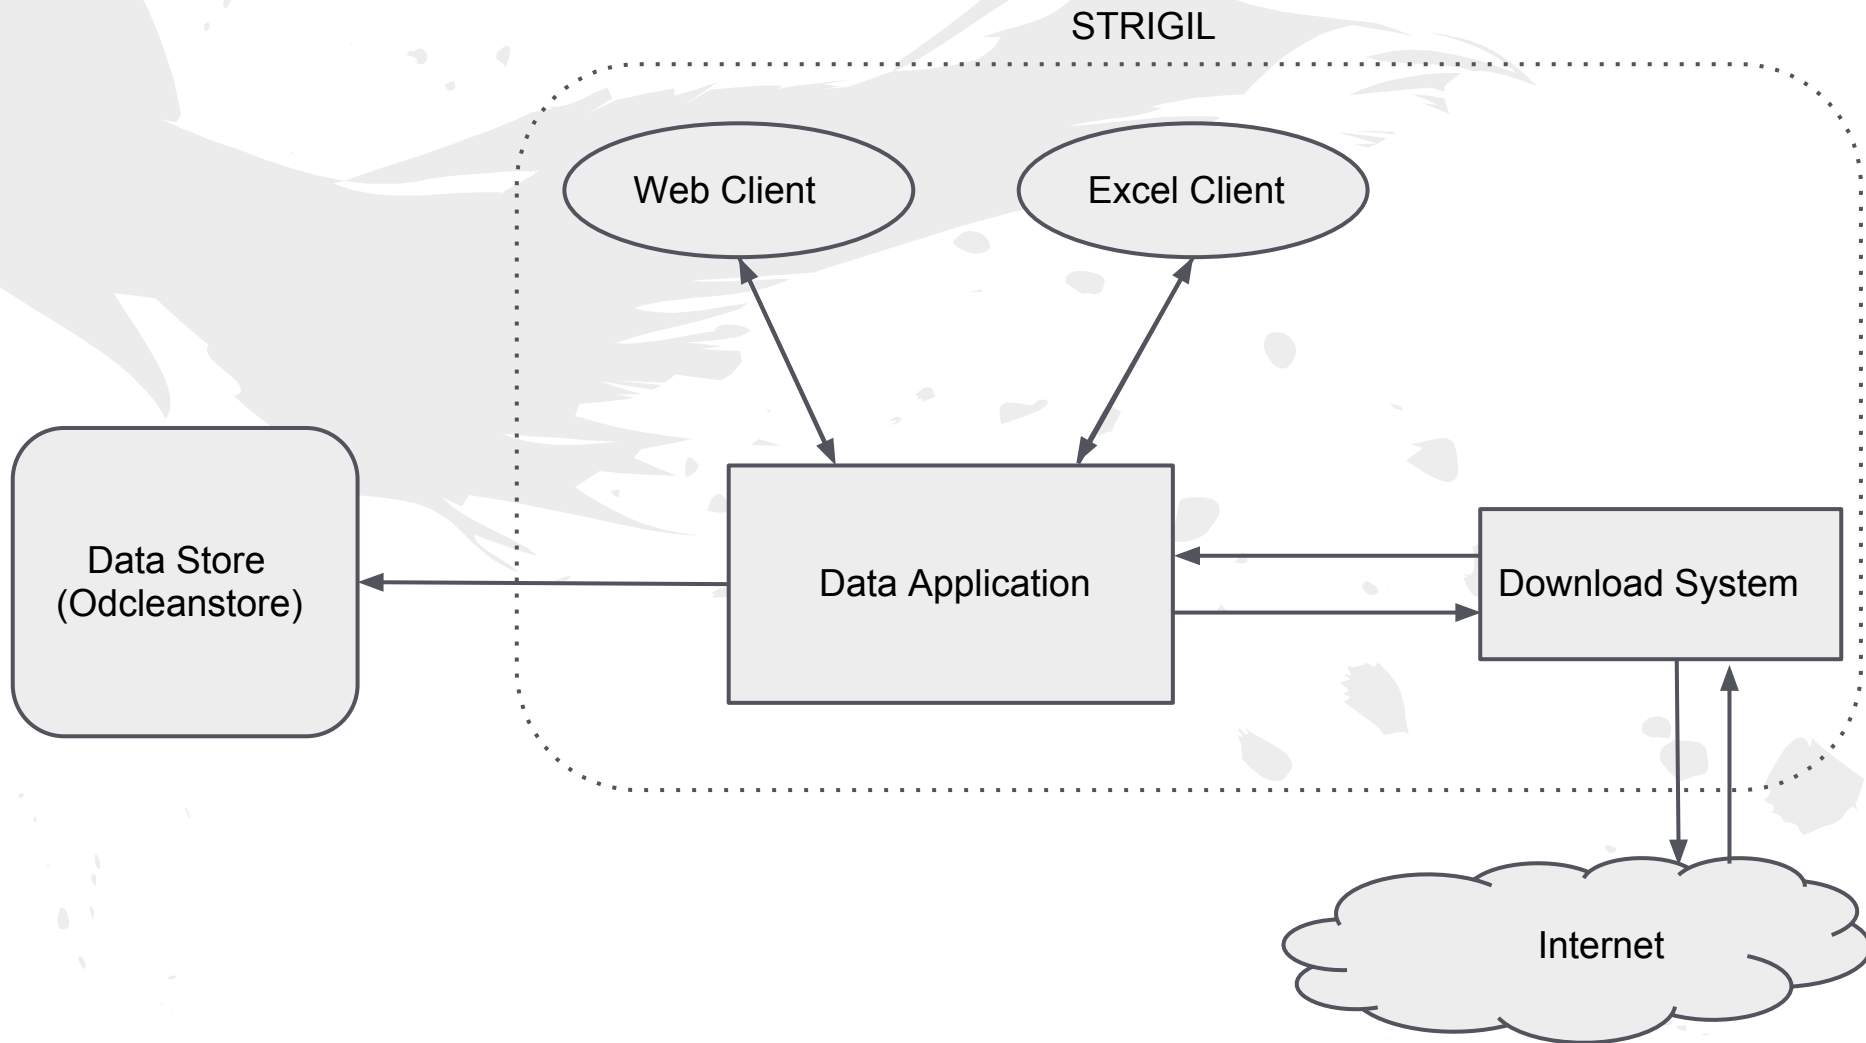 STRIGIL
Web Client
Excel Client
Data Store
(Odcleanstore)
Data Application
Download System
Internet